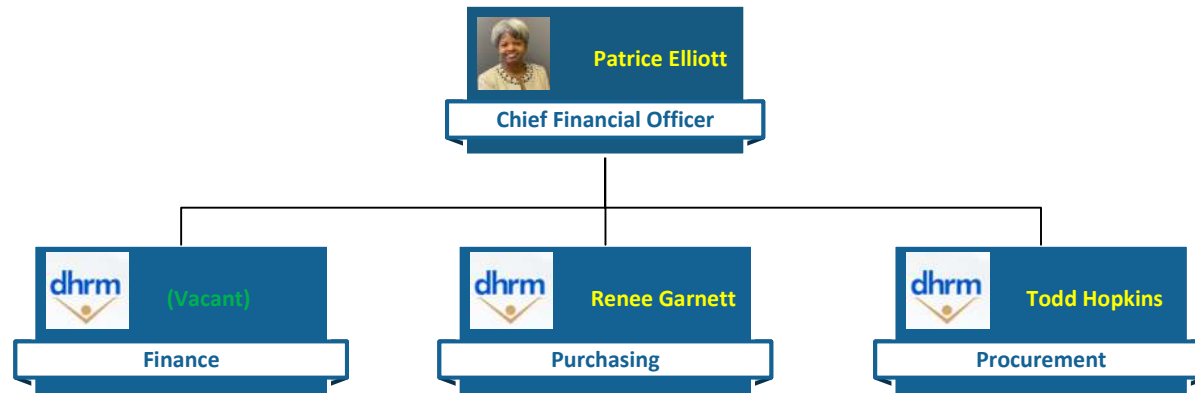 Patrice Elliott
Chief Financial Officer
dhrm
(Vacant)
Finance
dhrm
Renee Garnett
Purchasing
dhrm
Todd Hopkins
Procurement